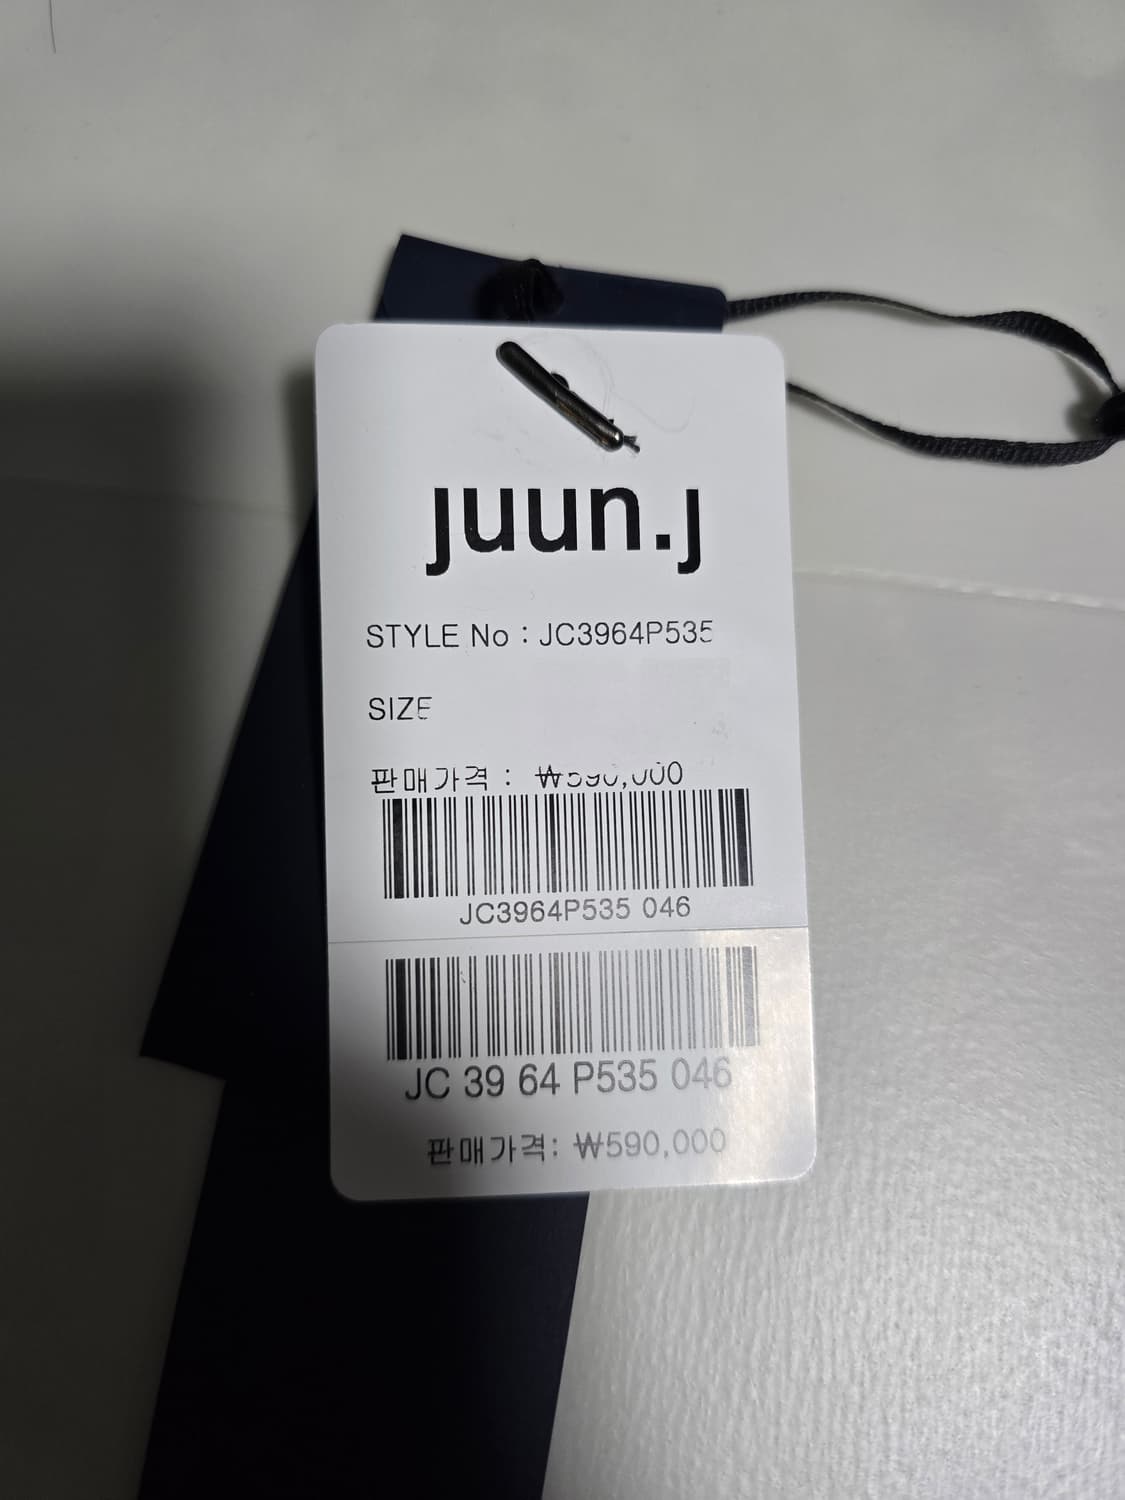 juun.j
STYLE No : JC3964P535
SIZE
판매가격 : ₩590,000
JC3964P535 046
JC 39 64 P535 046
판매가격: ₩590,000